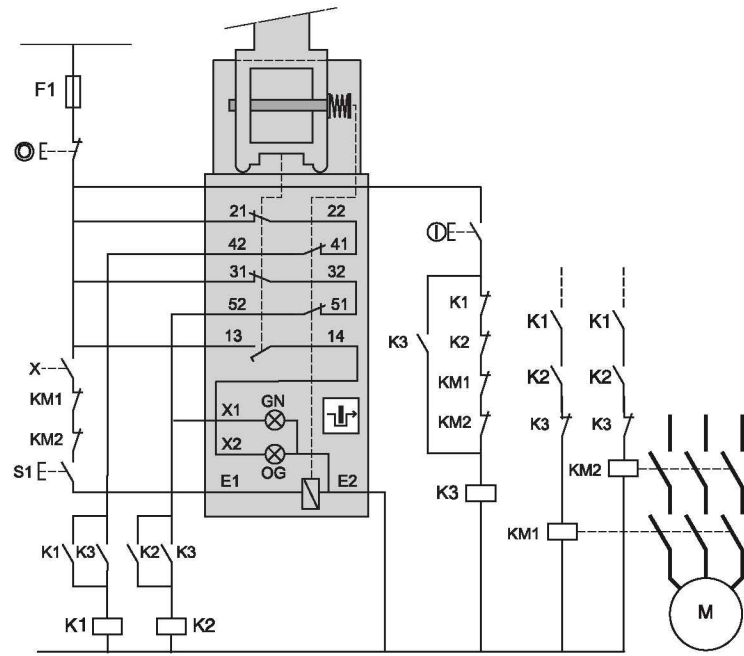 F1
21 22
42 41
31 32
52 51
13 14
K1
K2
K3
KM1
KM2
K1 K1
K2 K2
K3 K3
X
KM1
KM2
S1
X1 GN
X2
OG
E1 E2
K3
KM2
KM1
K1 K3 K2 K3
K1 K2
M